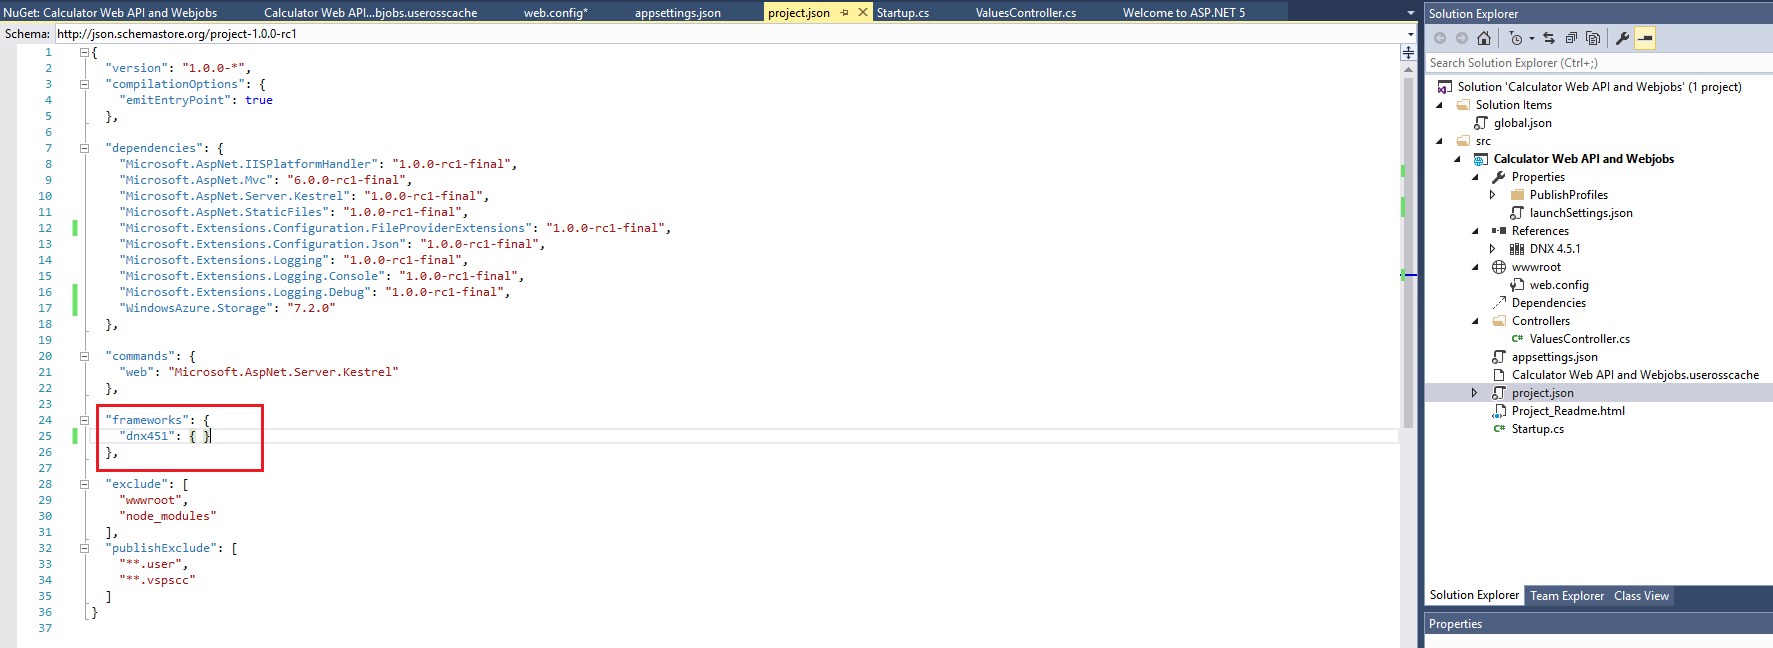 NuGet: Calculator Web API and Webjobs
Calculator Web API...bjobs.userosscache
web.config*
appsettings.json
project.json
Startup.cs
ValuesController.cs
Welcome to ASP.NET 5
Schema: http://json.schemastore.org/project-1.0.0-rc1
1 {
2 "version": "1.0.0-*",
3 "compilationOptions": {
4 "emitEntryPoint": true
5 },
6
7 "dependencies": {
8 "Microsoft.AspNet.IISPlatformHandler": "1.0.0-rc1-final",
9 "Microsoft.AspNet.Mvc": "6.0.0-rc1-final",
10 "Microsoft.AspNet.Server.Kestrel": "1.0.0-rc1-final",
11 "Microsoft.AspNet.StaticFiles": "1.0.0-rc1-final",
12 "Microsoft.Extensions.Configuration.FileProviderExtensions": "1.0.0-rc1-final",
13 "Microsoft.Extensions.Configuration.Json": "1.0.0-rc1-final",
14 "Microsoft.Extensions.Logging": "1.0.0-rc1-final",
15 "Microsoft.Extensions.Logging.Console": "1.0.0-rc1-final",
16 "Microsoft.Extensions.Logging.Debug": "1.0.0-rc1-final",
17 "WindowsAzure.Storage": "7.2.0"
18 },
19
20 "commands": {
21 "web": "Microsoft.AspNet.Server.Kestrel"
22 },
23
24 "frameworks": {
25 "dnx451": { }
26 },
27
28 "exclude": [
29 "wwwroot",
30 "node_modules"
31 ],
32 "publishExclude": [
33 "**.user",
34 "**.vspscc"
35 ]
36 }
37
Solution Explorer
Search Solution Explorer (Ctrl+;)
Solution 'Calculator Web API and Webjobs' (1 project)
Solution Items
global.json
src
Calculator Web API and Webjobs
Properties
PublishProfiles
launchSettings.json
References
DNX 4.5.1
wwwroot
web.config
Dependencies
Controllers
C# ValuesController.cs
appsettings.json
Calculator Web API and Webjobs.userosscache
project.json
Project_Readme.html
C# Startup.cs
Solution Explorer
Team Explorer
Class View
Properties